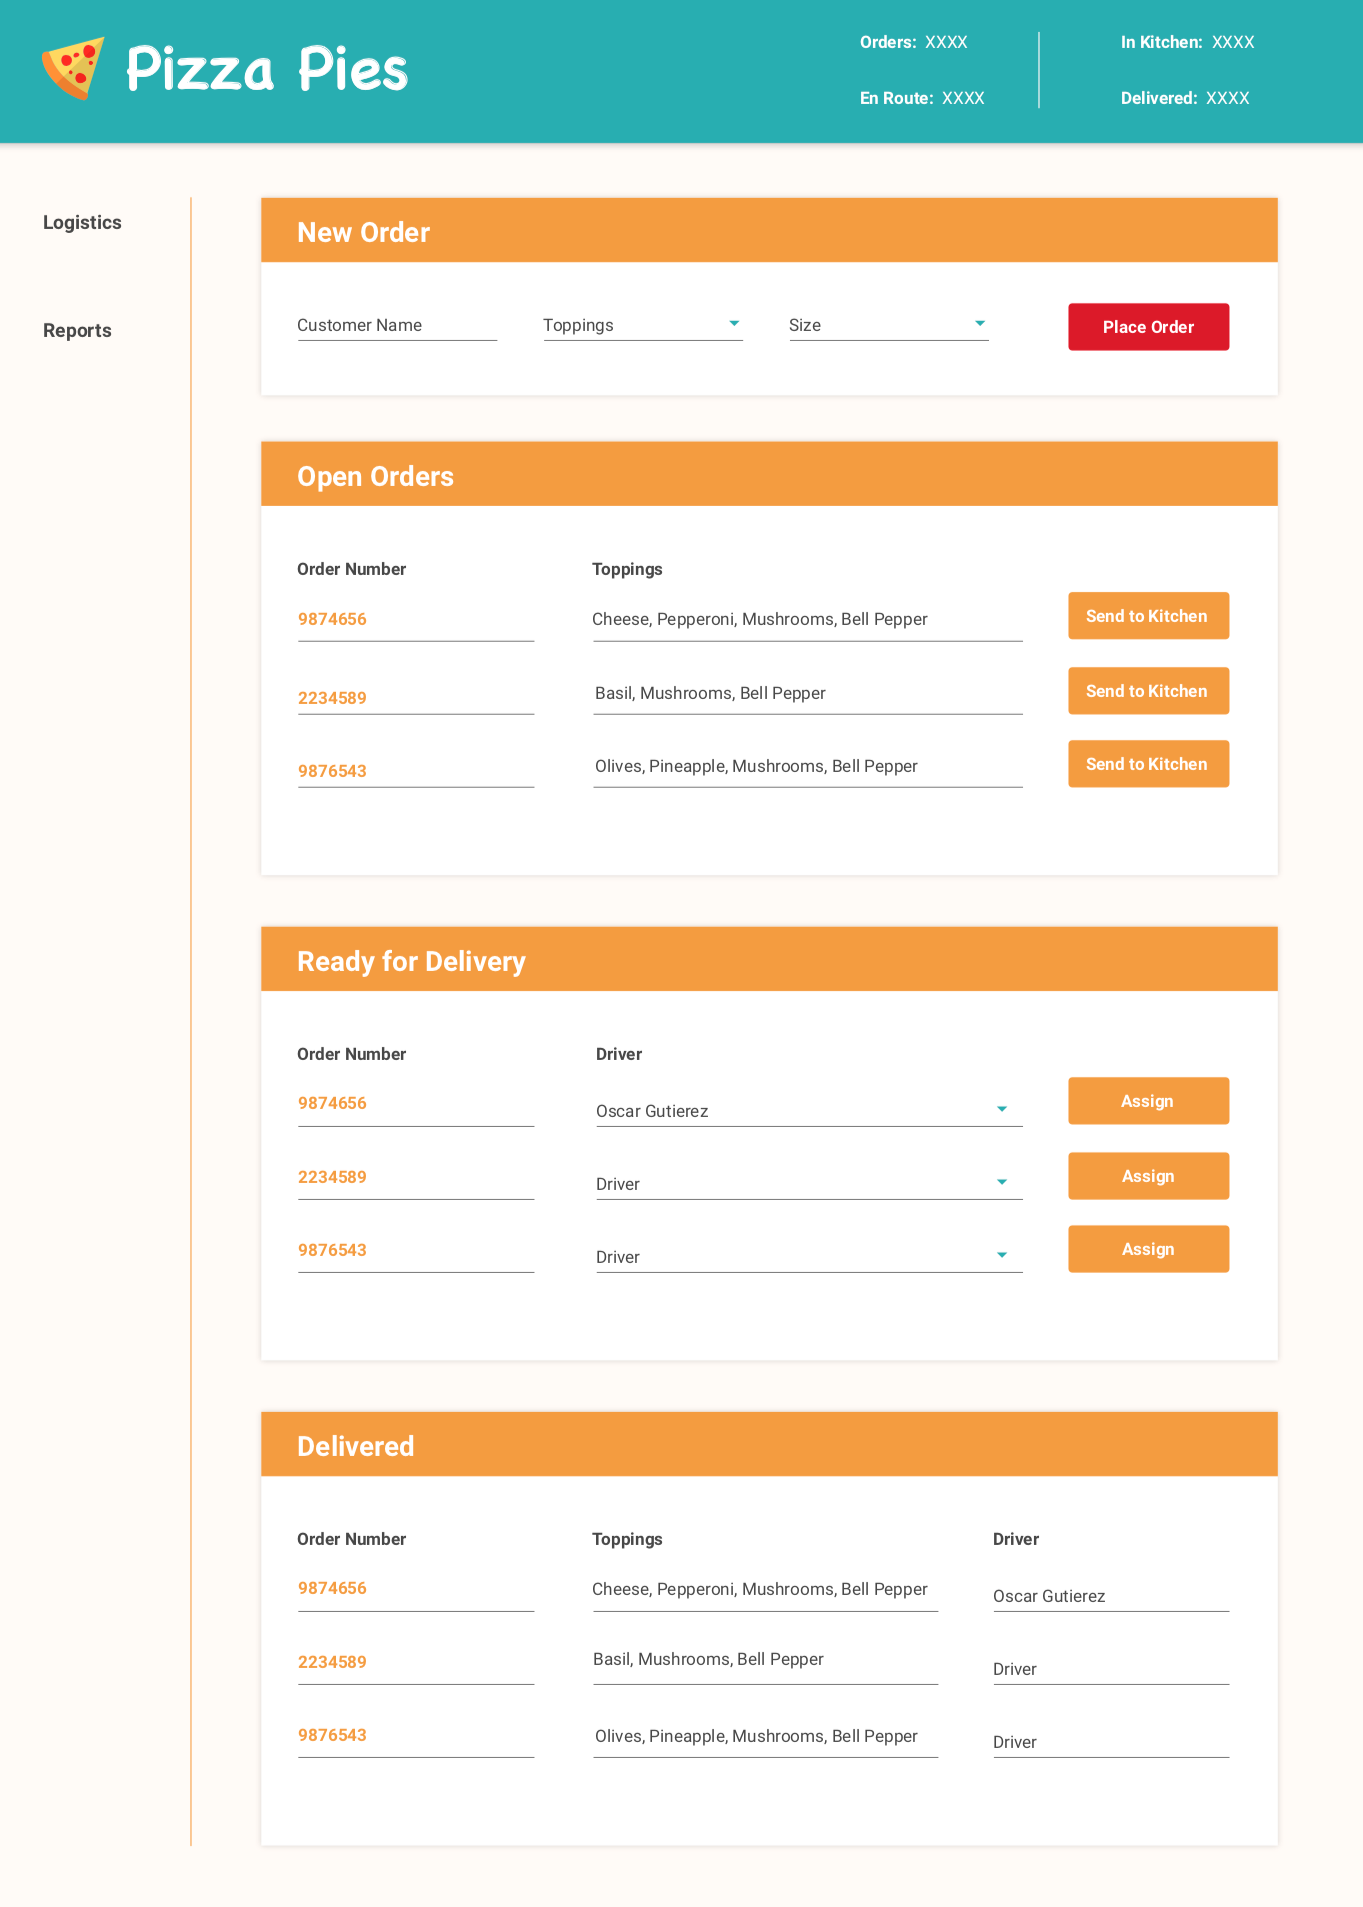 Pizza Pies
Orders: XXXX
In Kitchen: XXXX
En Route: XXXX
Delivered: XXXX
Logistics
Reports
New Order
Customer Name
Toppings
Size
Place Order
Open Orders
Order Number
Toppings
9874656
Cheese, Pepperoni, Mushrooms, Bell Pepper
Send to Kitchen
2234589
Basil, Mushrooms, Bell Pepper
Send to Kitchen
9876543
Olives, Pineapple, Mushrooms, Bell Pepper
Send to Kitchen
Ready for Delivery
Order Number
Driver
9874656
Oscar Gutierez
Assign
2234589
Driver
Assign
9876543
Driver
Assign
Delivered
Order Number
Toppings
Driver
9874656
Cheese, Pepperoni, Mushrooms, Bell Pepper
Oscar Gutierez
2234589
Basil, Mushrooms, Bell Pepper
Driver
9876543
Olives, Pineapple, Mushrooms, Bell Pepper
Driver